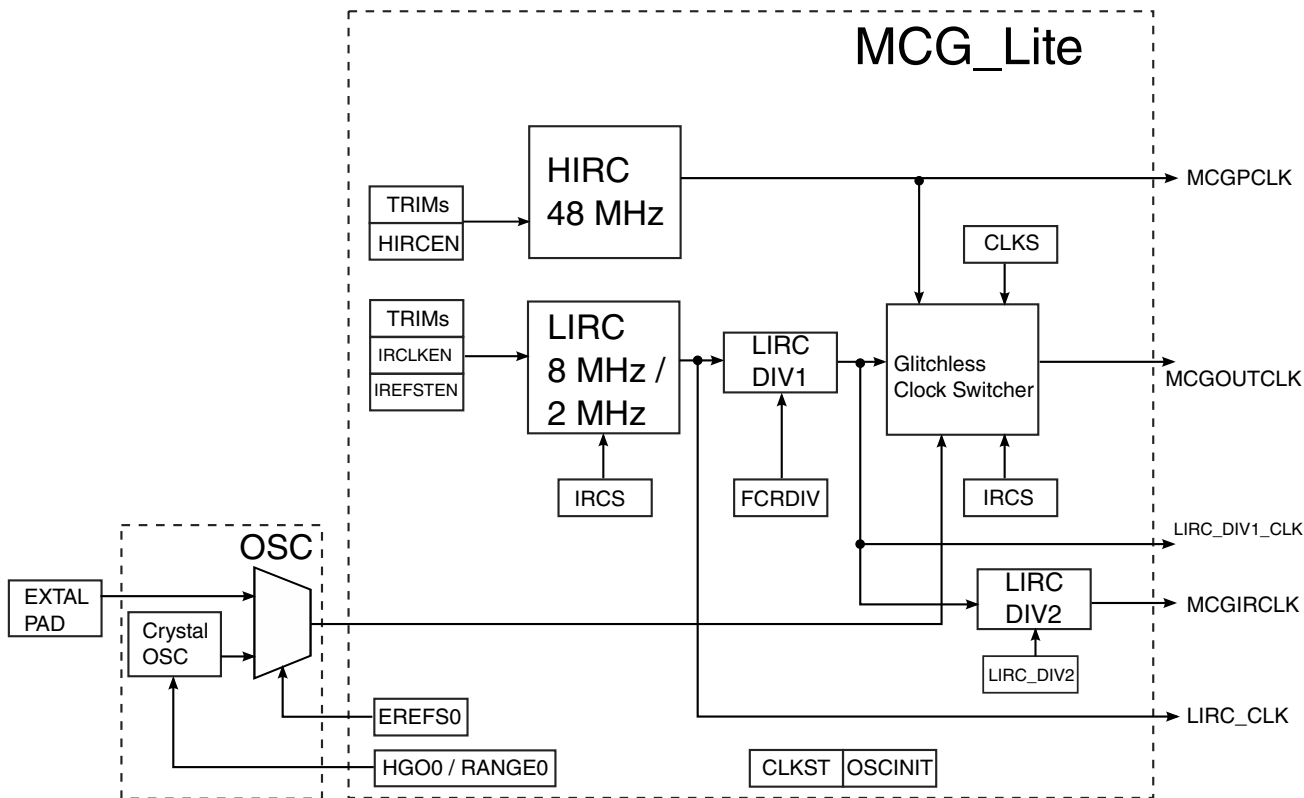 MCG_Lite
HIRC
48 MHz
TRIMs
HIRCEN
MCGPCLK
CLKS
TRIMs
IRCLKEN
IREFSTEN
LIRC
8 MHz /
2 MHz
LIRC
DIV1
Glitchless
Clock Switcher
MCGOUTCLK
IRCS
FCRDIV
IRCS
LIRC_DIV1_CLK
OSC
EXTAL
PAD
Crystal
OSC
LIRC
DIV2
MCGIRCLK
LIRC_DIV2
EREFS0
LIRC_CLK
HGO0 / RANGE0
CLKST
OSCINIT